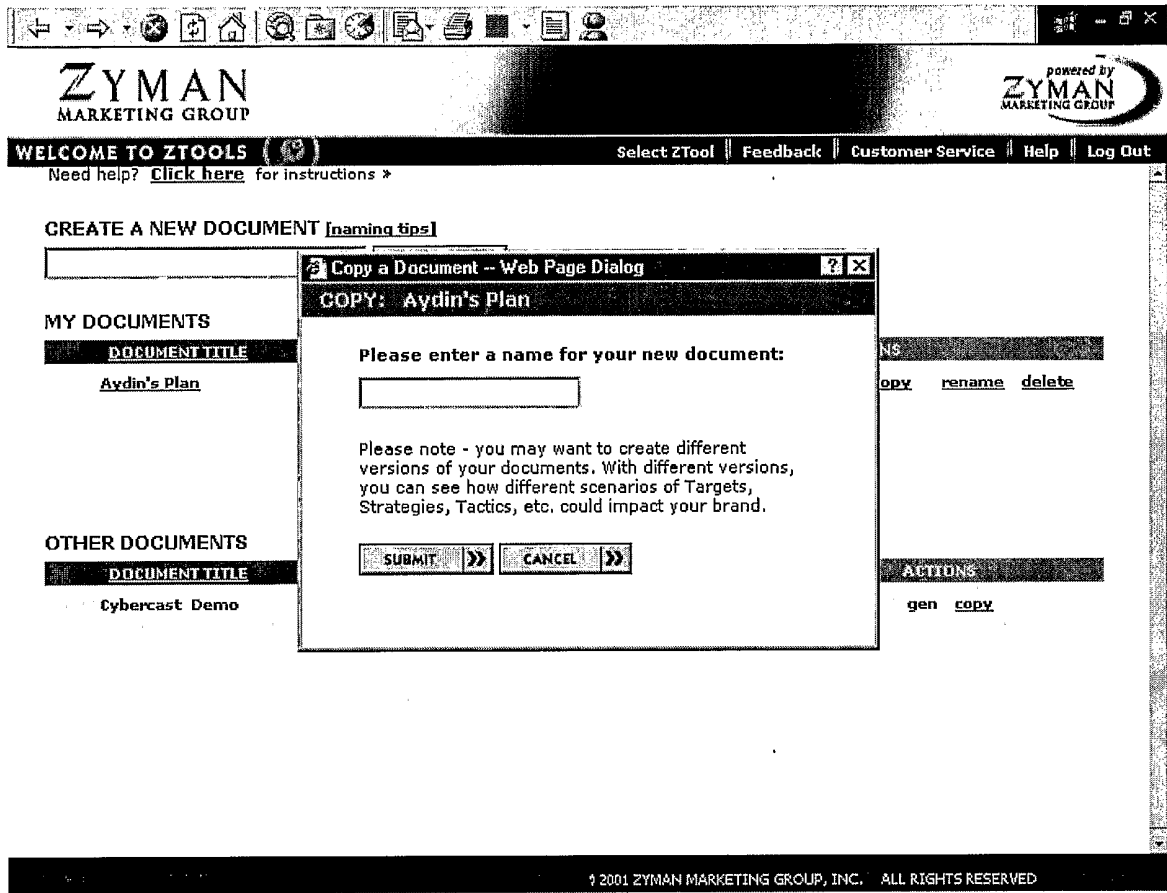 ZYMAN
MARKETING GROUP
powered by
ZYMAN
MARKETING GROUP
WELCOME TO ZTOOLS
Select ZTool || Feedback || Customer Service || Help || Log Out
Need help? Click here for instructions »
CREATE A NEW DOCUMENT [naming tips]
Copy a Document -- Web Page Dialog
COPY: Aydin's Plan
Please enter a name for your new document:
Please note - you may want to create different
versions of your documents. With different versions,
you can see how different scenarios of Targets,
Strategies, Tactics, etc. could impact your brand.
SUBMIT »
CANCEL »
MY DOCUMENTS
DOCUMENT TITLE NS
Aydin's Plan opy rename delete
OTHER DOCUMENTS
DOCUMENT TITLE ACTIONS
Cybercast Demo gen copy
2001 ZYMAN MARKETING GROUP, INC. ALL RIGHTS RESERVED